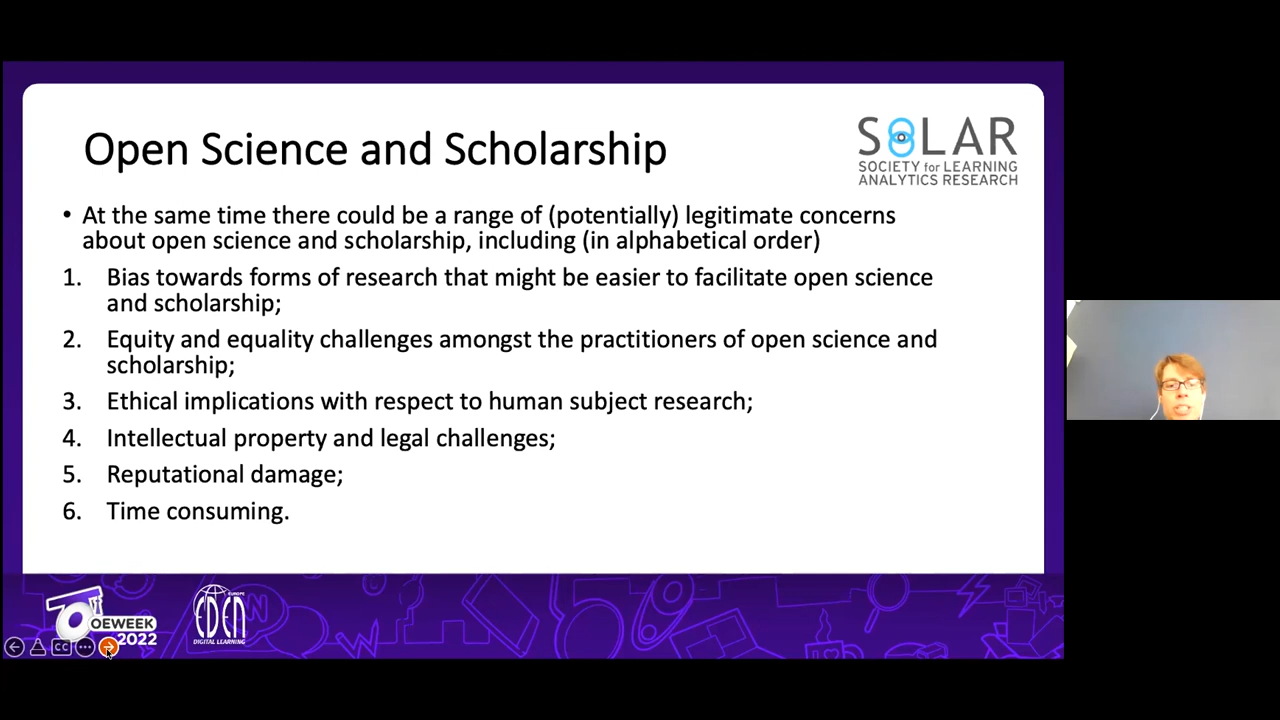 Open Science and Scholarship
SOLAR
SOCIETY for LEARNING
ANALYTICS RESEARCH
• At the same time there could be a range of (potentially) legitimate concerns
about open science and scholarship, including (in alphabetical order)
1. Bias towards forms of research that might be easier to facilitate open science
and scholarship;
2. Equity and equality challenges amongst the practitioners of open science and
scholarship;
3. Ethical implications with respect to human subject research;
4. Intellectual property and legal challenges;
5. Reputational damage;
6. Time consuming.
OEWEEK
2022
EUROPE
EDEN
DIGITAL LEARNING
CC